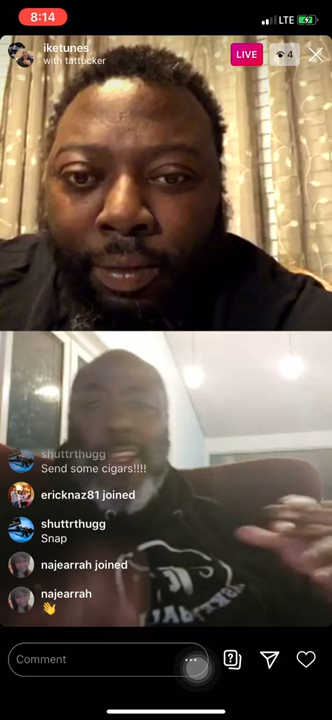 8:14
LTE
iketunes
with tattucker
LIVE
4
shuttrthugg
Send some cigars!!!!
ericknaz81 joined
shuttrthugg
Snap
najearrah joined
najearrah
👋
Comment